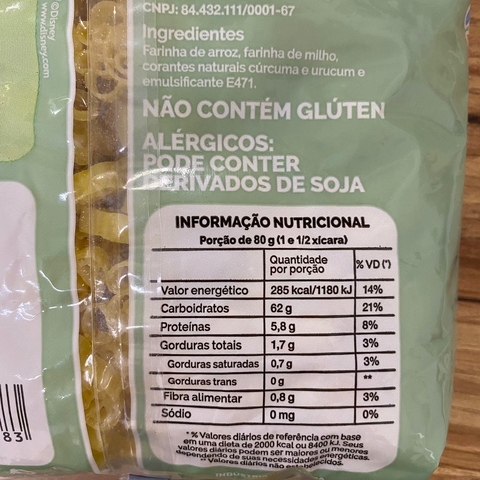 ©Disney
www.disney.com
CNPJ: 84.432.111/0001-67
Ingredientes
Farinha de arroz, farinha de milho,
corantes naturais cúrcuma e urucum e
emulsificante E471.
NÃO CONTÉM GLÚTEN
ALÉRGICOS:
PODE CONTER
DERIVADOS DE SOJA
INFORMAÇÃO NUTRICIONAL
Porção de 80 g (1 e 1/2 xícara)
Quantidade por porção % VD (*)
Valor energético 285 kcal/1180 kJ 14%
Carboidratos 62 g 21%
Proteínas 5,8 g 8%
Gorduras totais 1,7 g 3%
Gorduras saturadas 0,7 g 3%
Gorduras trans 0 g **
Fibra alimentar 0,8 g 3%
Sódio 0 mg 0%
* % Valores diários de referência com base
em uma dieta de 2000 kcal ou 8400 kJ. Seus
valores diários podem ser maiores ou menores
dependendo de suas necessidades energéticas.
** Valores diários não estabelecidos.
83